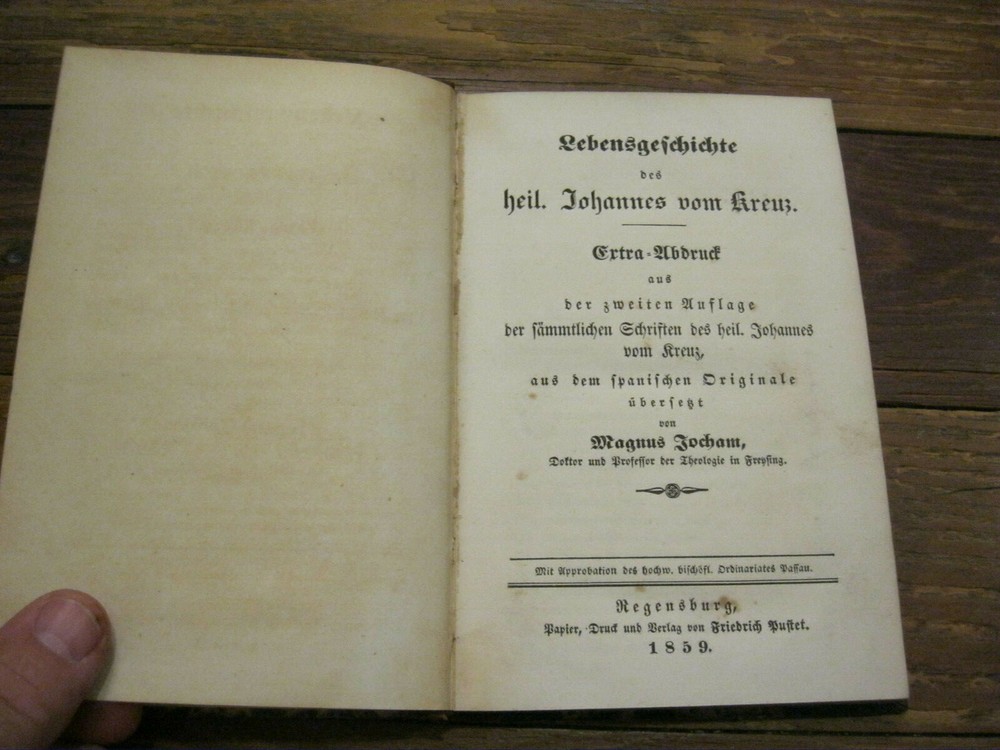 Lebensgeschichte
des
heil. Johannes vom Kreuz.
Extra-Abdruck
aus
der zweiten Auflage
der sämmtlichen Schriften des heil. Johannes
vom Kreuz,
aus dem spanischen Originale
übersetzt
von
Magnus Jocham,
Doktor und Professor der Theologie in Freysing.
Mit Approbation des hochw. bischöfl. Ordinariates Passau.
Regensburg,
Papier, Druck und Verlag von Friedrich Pustet.
1859.